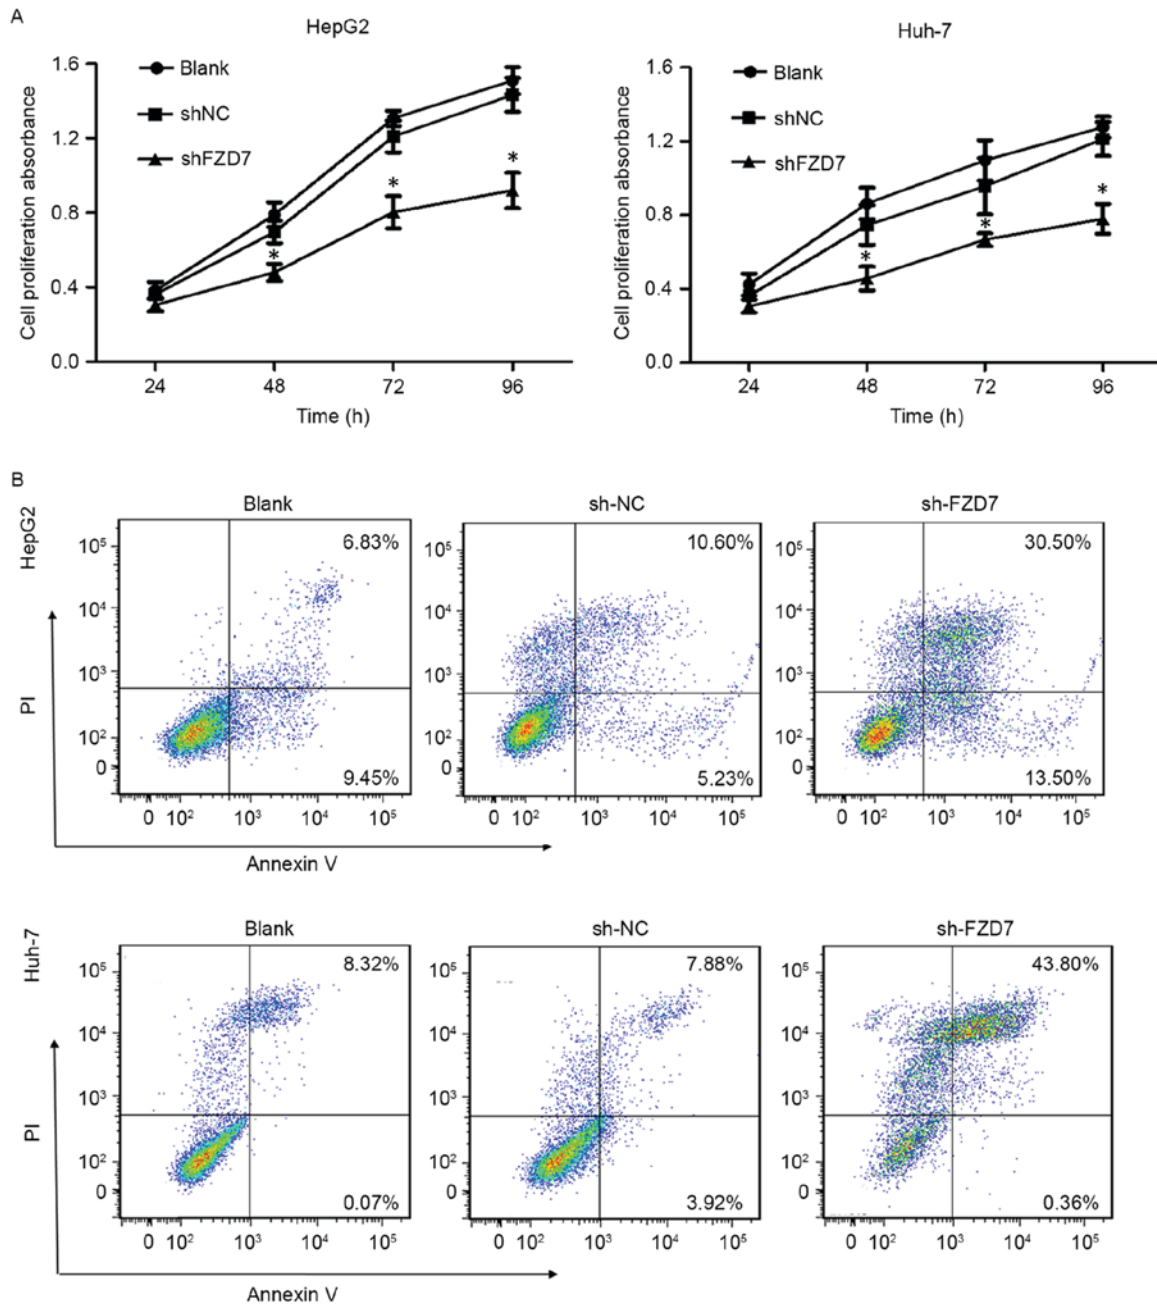 A
HepG2
Huh-7
Cell proliferation absorbance
1.6
1.2
0.8
0.4
0.0
Blank
shNC
shFZD7
*
*
*
24 48 72 96
Time (h)
Cell proliferation absorbance
1.6
1.2
0.8
0.4
0.0
Blank
shNC
shFZD7
*
*
*
24 48 72 96
Time (h)
B
HepG2
Blank
sh-NC
sh-FZD7
PI
10⁵
10⁴
10³
10²
0
6.83%
9.45%
0 10² 10³ 10⁴ 10⁵
10⁵
10⁴
10³
10²
0
10.60%
5.23%
0 10² 10³ 10⁴ 10⁵
10⁵
10⁴
10³
10²
0
30.50%
13.50%
0 10² 10³ 10⁴ 10⁵
Annexin V
Huh-7
Blank
sh-NC
sh-FZD7
PI
10⁵
10⁴
10³
10²
0
8.32%
0.07%
0 10² 10³ 10⁴ 10⁵
10⁵
10⁴
10³
10²
0
7.88%
3.92%
0 10² 10³ 10⁴ 10⁵
10⁵
10⁴
10³
10²
0
43.80%
0.36%
0 10² 10³ 10⁴ 10⁵
Annexin V